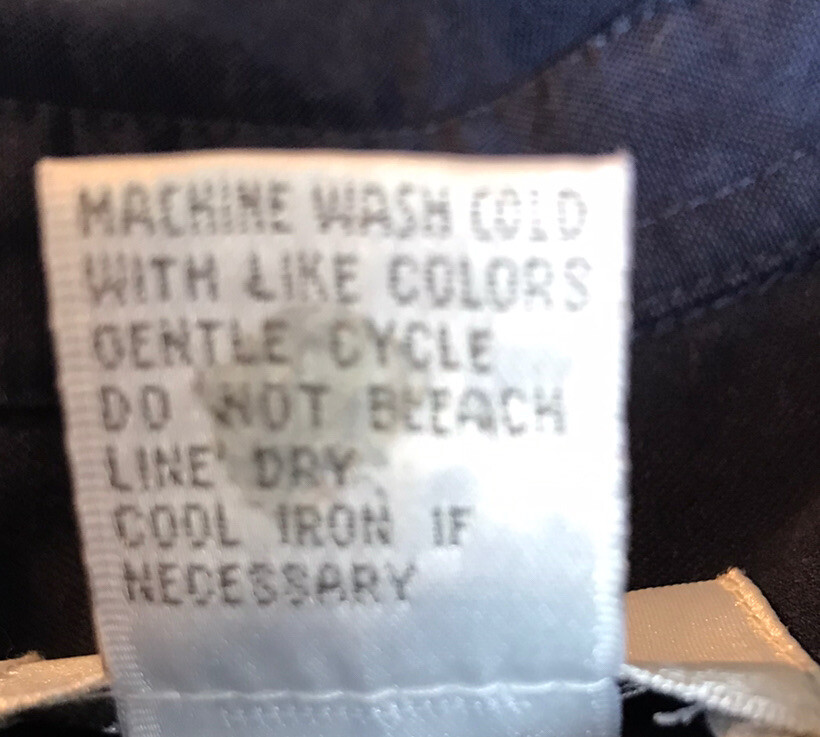 MACHINE WASH COLD
WITH LIKE COLORS
GENTLE CYCLE
DO NOT BLEACH
LINE DRY
COOL IRON IF
NECESSARY